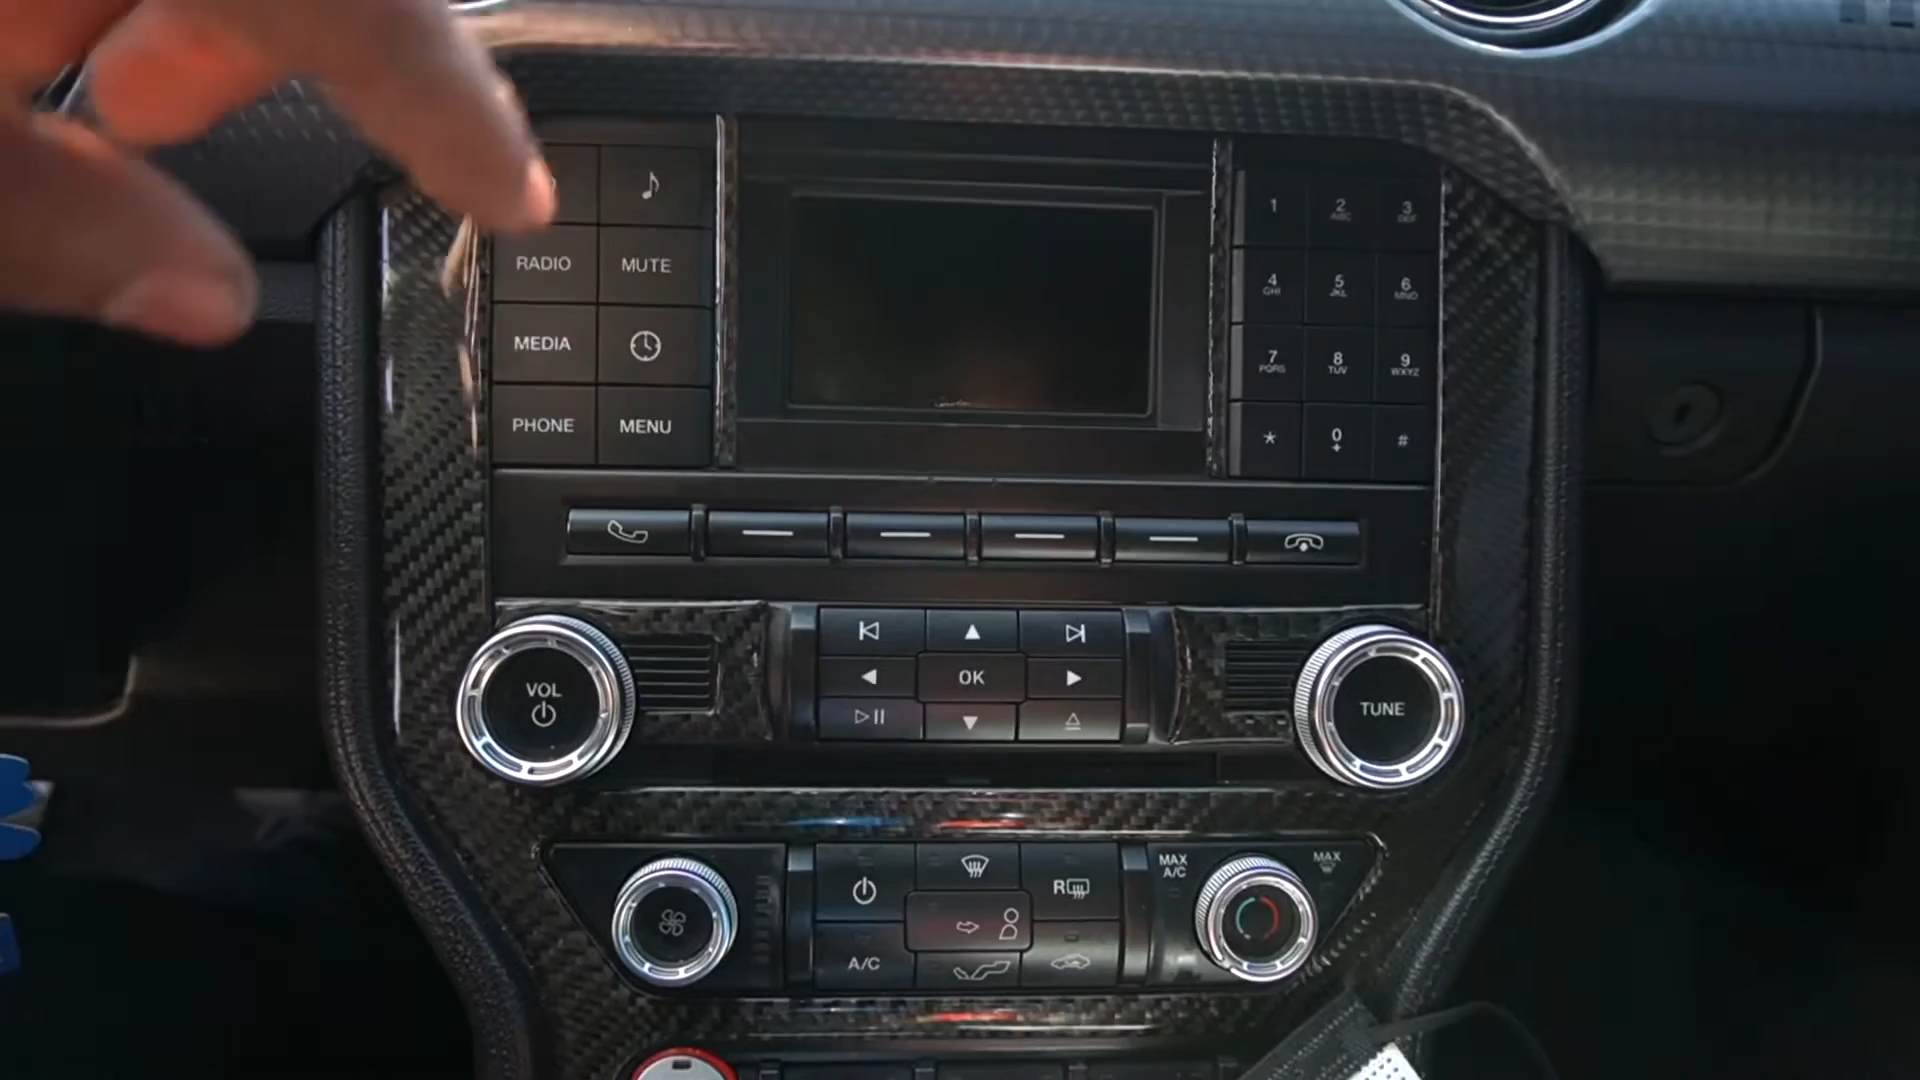 1 2 ABC 3 DEF
RADIO MUTE
4 GHI 5 JKL 6 MNO
MEDIA
7 PQRS 8 TUV 9 WXYZ
PHONE MENU
* 0 + #
VOL
OK
TUNE
MAX A/C
MAX
R
A/C